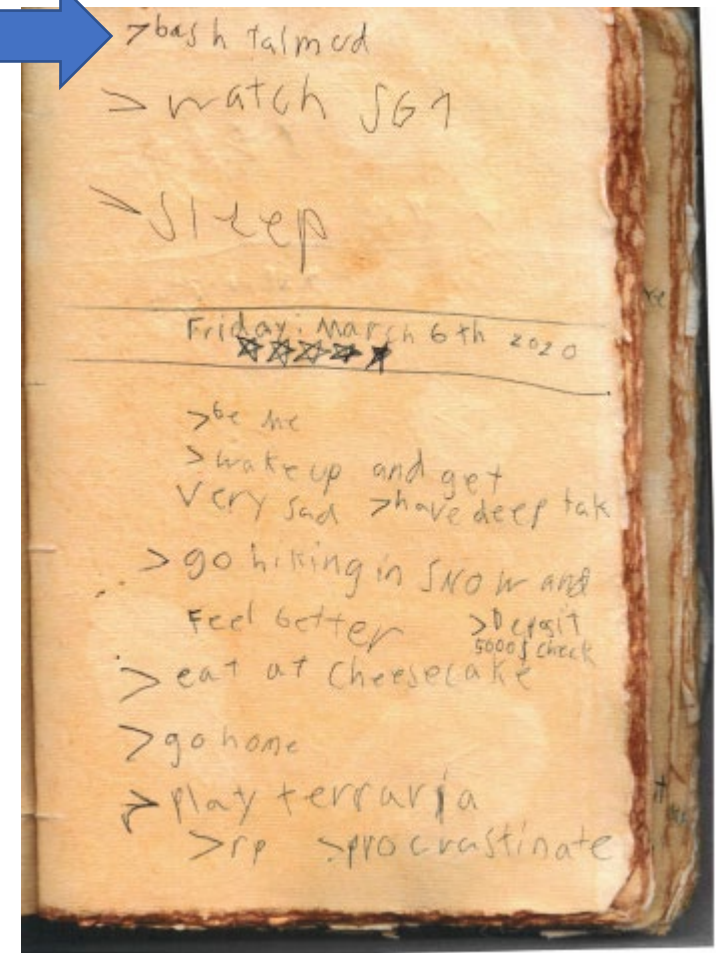 >bash talmud
>watch SG1
>sleep
Friday. March 6th 2020
>be me
>wake up and get
very sad >have deep tak
>go hiking in SNOW and
Feel better >Deposit
5000$ check
>eat at Cheesecake
>go home
>play terraria
>rp >procrastinate